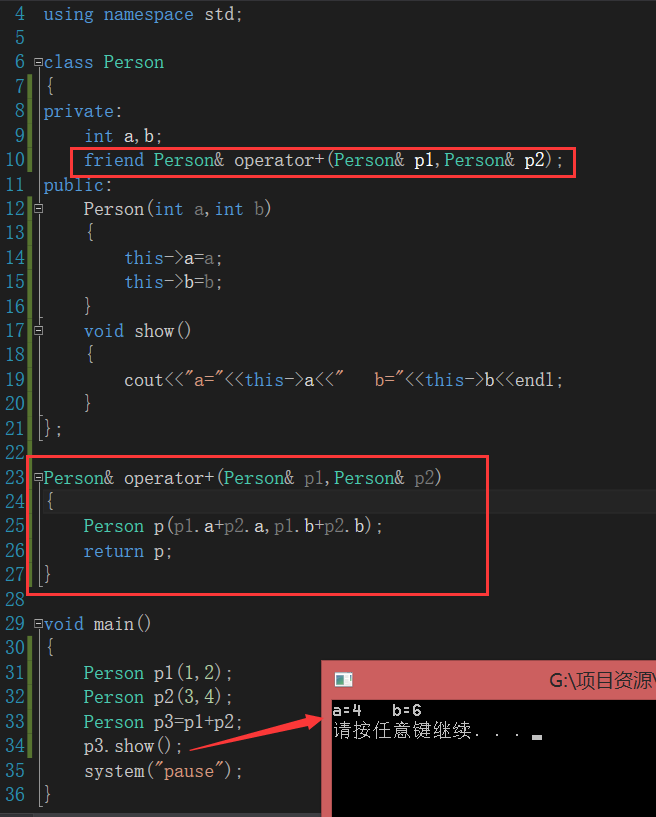 4 using namespace std;
5
6 class Person
7 {
8 private:
9 int a,b;
10 friend Person& operator+(Person& p1,Person& p2);
11 public:
12 Person(int a,int b)
13 {
14 this->a=a;
15 this->b=b;
16 }
17 void show()
18 {
19 cout<<"a="<<this->a<<"   b="<<this->b<<endl;
20 }
21 };
22
23 Person& operator+(Person& p1,Person& p2)
24 {
25 Person p(p1.a+p2.a,p1.b+p2.b);
26 return p;
27 }
28
29 void main()
30 {
31 Person p1(1,2);
32 Person p2(3,4);
33 Person p3=p1+p2;
34 p3.show();
35 system("pause");
36 }
G:\项目资源\
a=4   b=6
请按任意键继续. . .